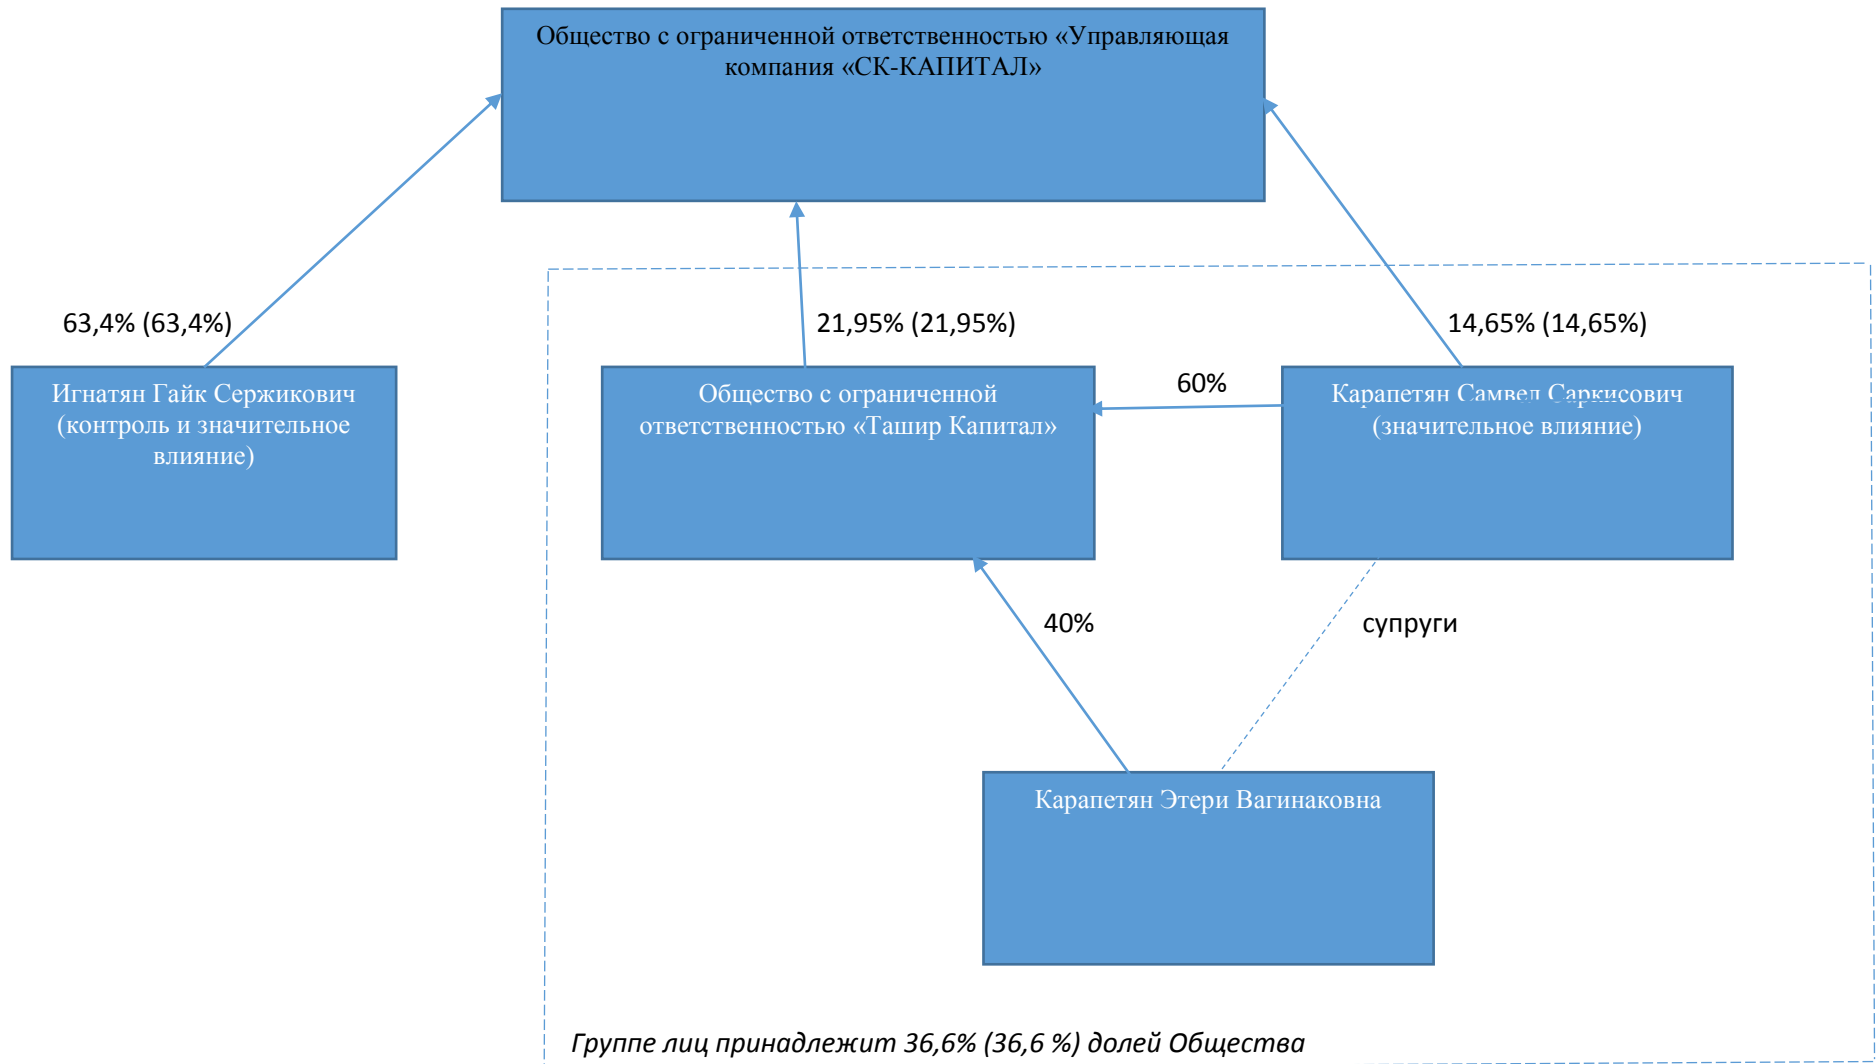 Общество с ограниченной ответственностью «Управляющая
компания «СК-КАПИТАЛ»
63,4% (63,4%)
21,95% (21,95%)
14,65% (14,65%)
Игнатян Гайк Сержикович
(контроль и значительное
влияние)
Общество с ограниченной
ответственностью «Ташир Капитал»
60%
Карапетян Самвел Саркисович
(значительное влияние)
40%
супруги
Карапетян Этери Вагинаковна
Группе лиц принадлежит 36,6% (36,6 %) долей Общества